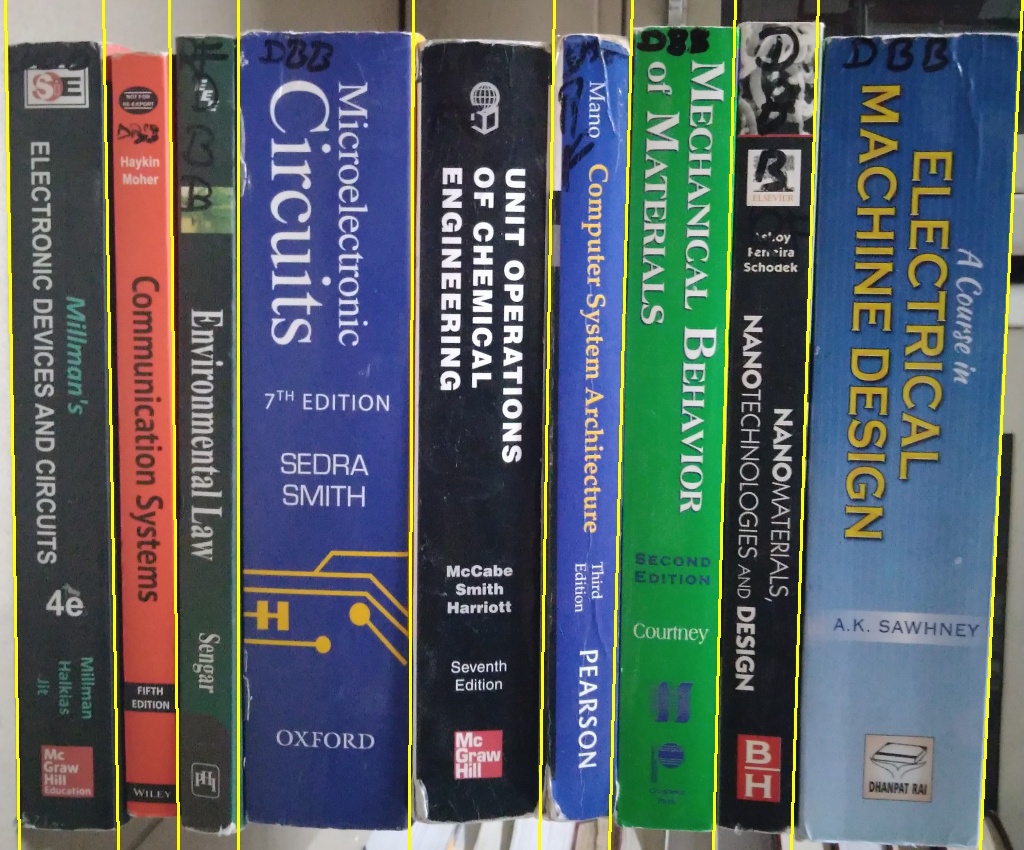 SIE
ELECTRONIC DEVICES AND CIRCUITS
Millman's
4e
Millman
Halkias
Jit
Mc
Graw
Hill
Education
NOT FOR
RE-EXPORT
DBB
Haykin
Moher
Communication Systems
FIFTH
EDITION
WILEY
B
B
Environmental Law
Sengar
PHI
DBB
Microelectronic
Circuits
7TH EDITION
SEDRA
SMITH
OXFORD
UNIT OPERATIONS
OF CHEMICAL
ENGINEERING
McCabe
Smith
Harriott
Seventh
Edition
Mc
Graw
Hill
Mano
Computer System Architecture
Third
Edition
PEARSON
DBB
MECHANICAL BEHAVIOR
of MATERIALS
SECOND
EDITION
Courtney
D
B
ELSEVIER
Ferreira
Schodek
NANOMATERIALS,
NANOTECHNOLOGIES AND DESIGN
B
H
DBB
A Course in
ELECTRICAL
MACHINE DESIGN
A.K. SAWHNEY
DHANPAT RAI